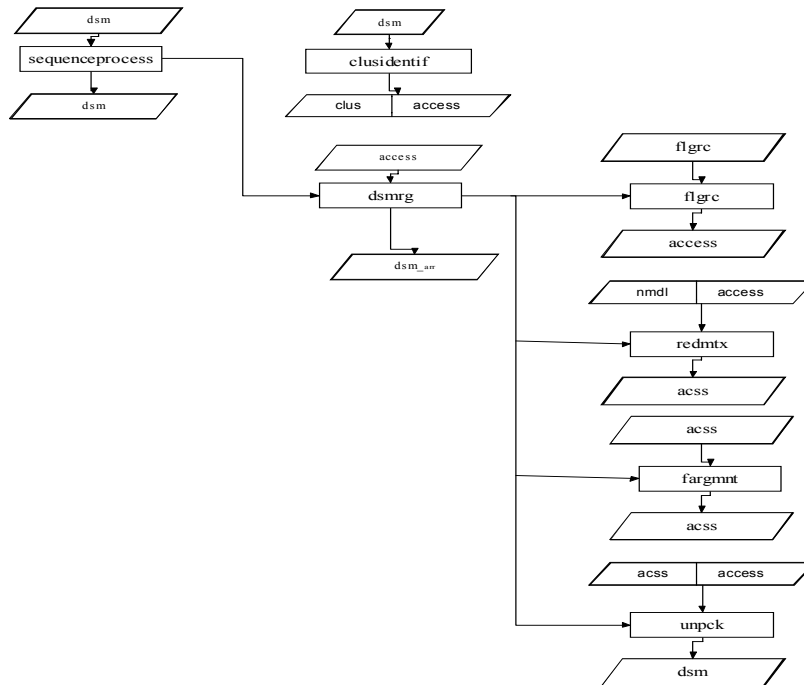 dsm
sequenceprocess
dsm
dsm
clusidentif
clus access
access
dsmrg
dsm_arr
flgrc
flgrc
access
nmdl access
redmtx
acss
acss
fargmnt
acss
acss access
unpck
dsm